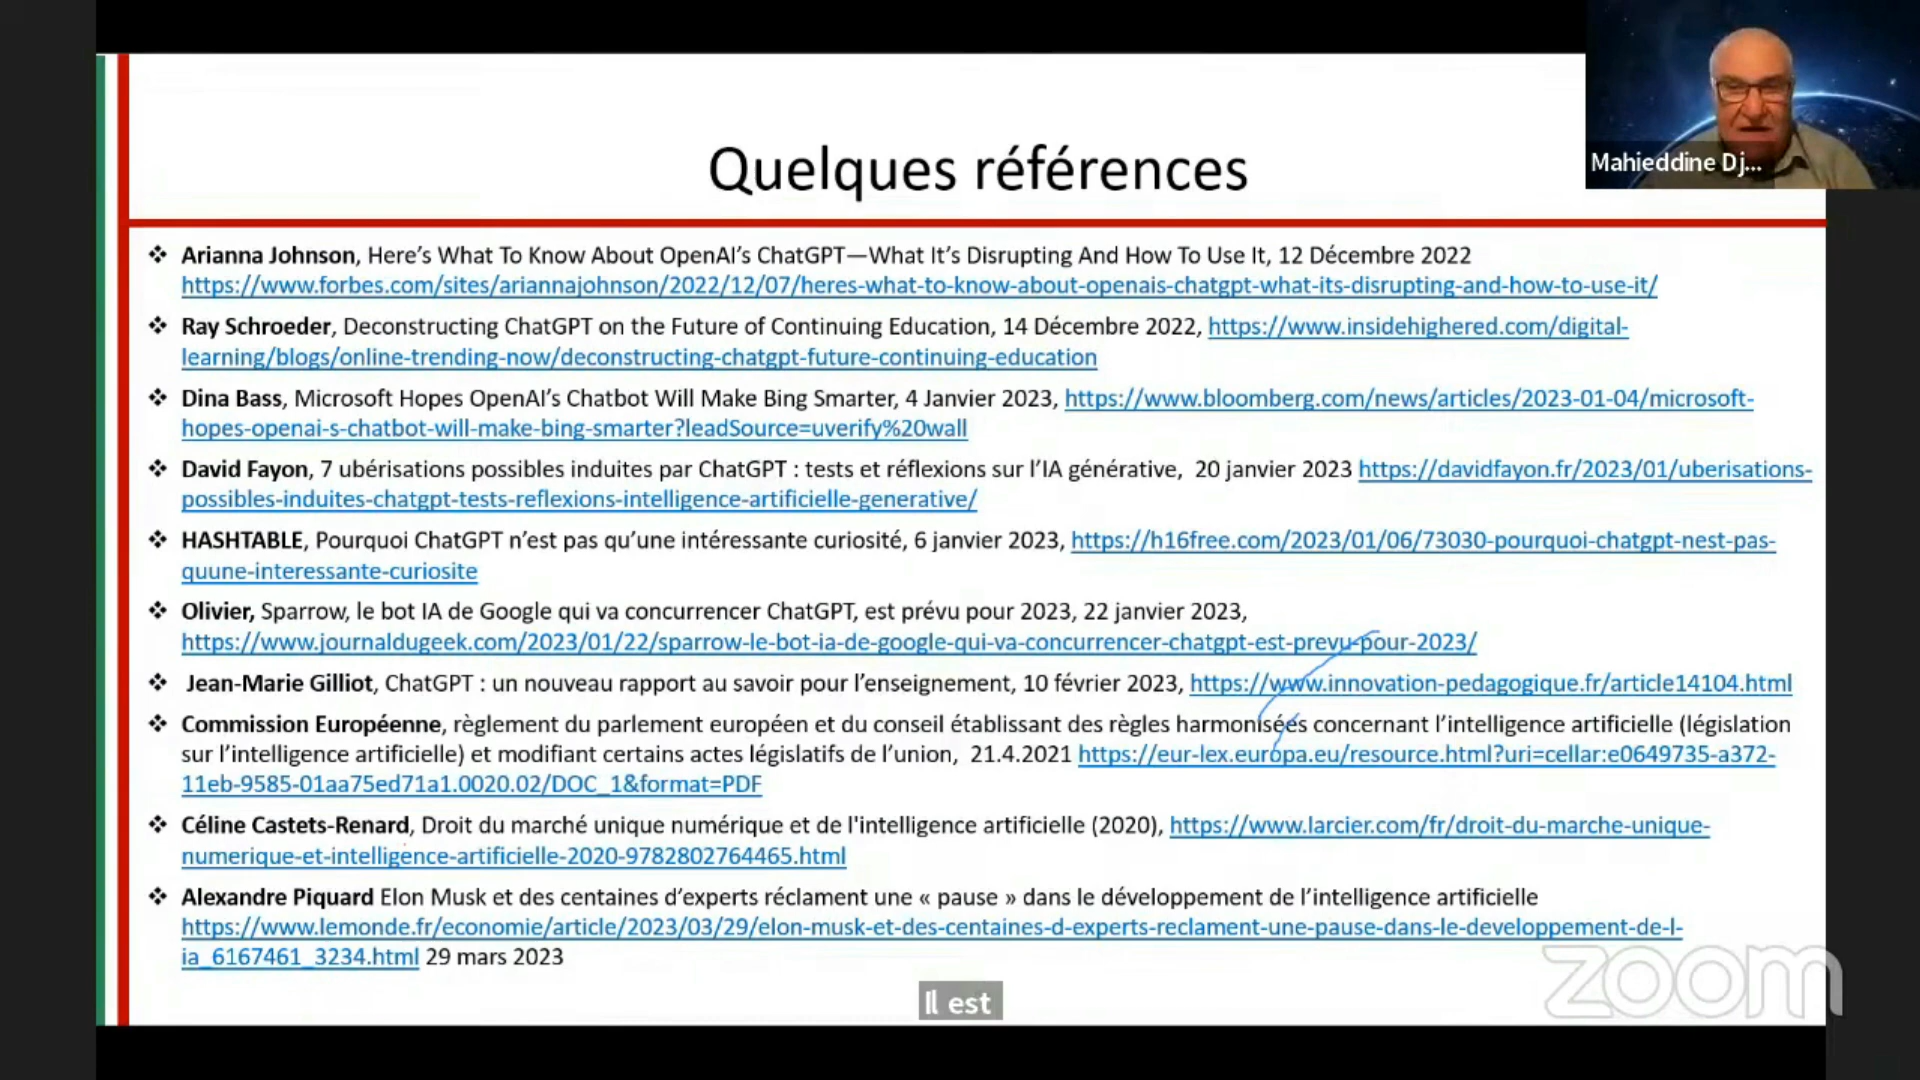 Quelques références
Mahieddine Dj...
❖ Arianna Johnson, Here's What To Know About OpenAI's ChatGPT—What It's Disrupting And How To Use It, 12 Décembre 2022
https://www.forbes.com/sites/ariannajohnson/2022/12/07/heres-what-to-know-about-openais-chatgpt-what-its-disrupting-and-how-to-use-it/
❖ Ray Schroeder, Deconstructing ChatGPT on the Future of Continuing Education, 14 Décembre 2022, https://www.insidehighered.com/digital-
learning/blogs/online-trending-now/deconstructing-chatgpt-future-continuing-education
❖ Dina Bass, Microsoft Hopes OpenAI's Chatbot Will Make Bing Smarter, 4 Janvier 2023, https://www.bloomberg.com/news/articles/2023-01-04/microsoft-
hopes-openai-s-chatbot-will-make-bing-smarter?leadSource=uverify%20wall
❖ David Fayon, 7 ubérisations possibles induites par ChatGPT : tests et réflexions sur l'IA générative, 20 janvier 2023 https://davidfayon.fr/2023/01/uberisations-
possibles-induites-chatgpt-tests-reflexions-intelligence-artificielle-generative/
❖ HASHTABLE, Pourquoi ChatGPT n'est pas qu'une intéressante curiosité, 6 janvier 2023, https://h16free.com/2023/01/06/73030-pourquoi-chatgpt-nest-pas-
quune-interessante-curiosite
❖ Olivier, Sparrow, le bot IA de Google qui va concurrencer ChatGPT, est prévu pour 2023, 22 janvier 2023,
https://www.journaldugeek.com/2023/01/22/sparrow-le-bot-ia-de-google-qui-va-concurrencer-chatgpt-est-prevu-pour-2023/
❖ Jean-Marie Gilliot, ChatGPT : un nouveau rapport au savoir pour l'enseignement, 10 février 2023, https://www.innovation-pedagogique.fr/article14104.html
❖ Commission Européenne, règlement du parlement européen et du conseil établissant des règles harmonisées concernant l'intelligence artificielle (législation
sur l'intelligence artificielle) et modifiant certains actes législatifs de l'union, 21.4.2021 https://eur-lex.europa.eu/resource.html?uri=cellar:e0649735-a372-
11eb-9585-01aa75ed71a1.0020.02/DOC_1&format=PDF
❖ Céline Castets-Renard, Droit du marché unique numérique et de l'intelligence artificielle (2020), https://www.larcier.com/fr/droit-du-marche-unique-
numerique-et-intelligence-artificielle-2020-9782802764465.html
❖ Alexandre Piquard Elon Musk et des centaines d'experts réclament une « pause » dans le développement de l'intelligence artificielle
https://www.lemonde.fr/economie/article/2023/03/29/elon-musk-et-des-centaines-d-experts-reclament-une-pause-dans-le-developpement-de-l-
ia_6167461_3234.html 29 mars 2023
zoom
Il est